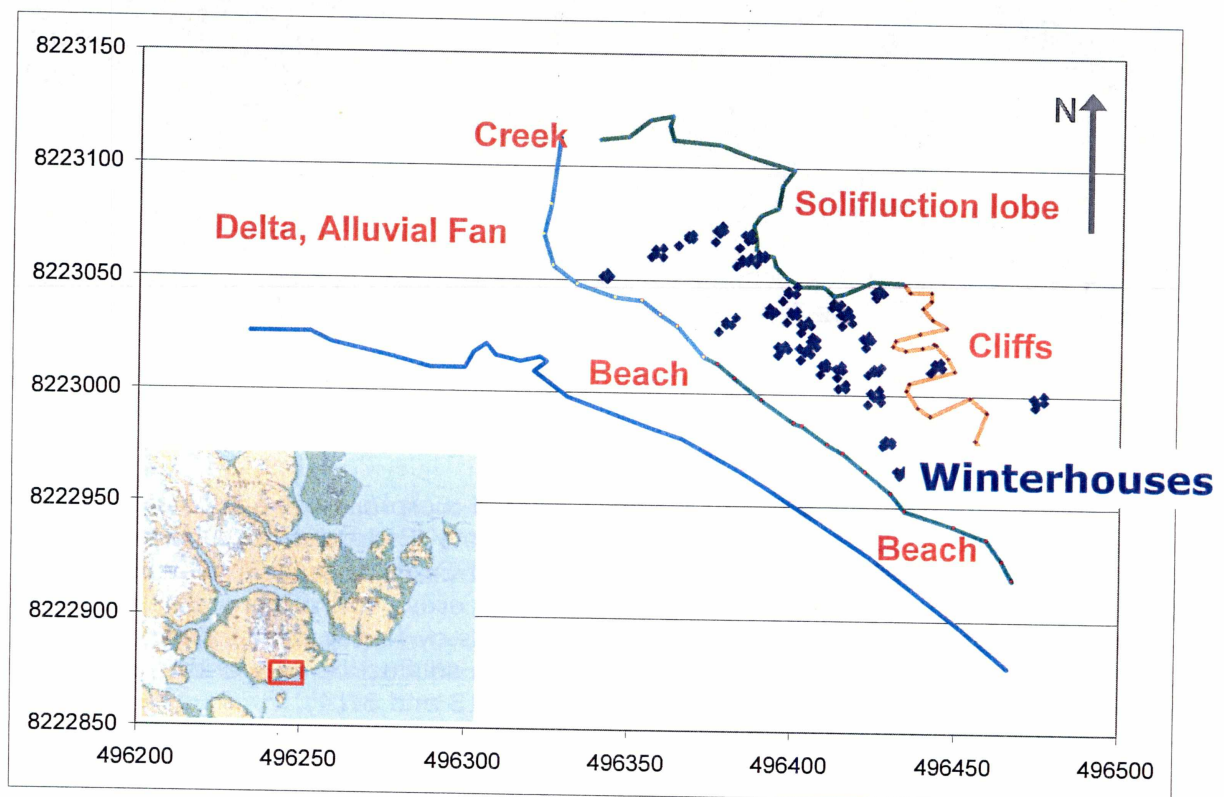 8223150
N
Creek
8223100
Solifluction lobe
Delta, Alluvial Fan
8223050
Cliffs
Beach
8223000
Winterhouses
8222950
Beach
8222900
8222850
496200 496250 496300 496350 496400 496450 496500